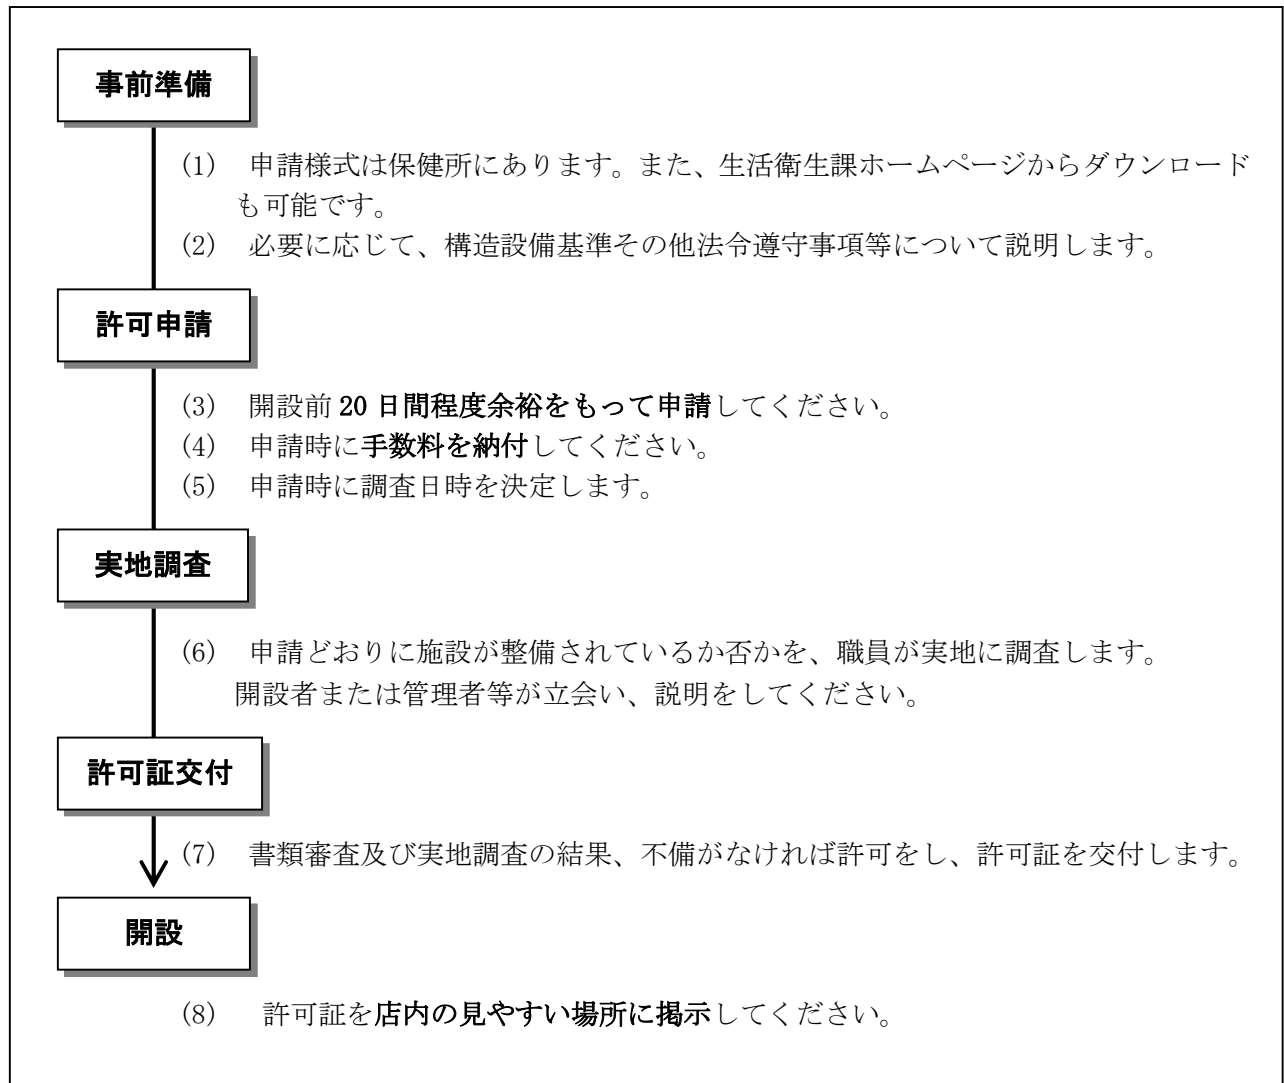 事前準備
(1) 申請様式は保健所にあります。また、生活衛生課ホームページからダウンロード
も可能です。
(2) 必要に応じて、構造設備基準その他法令遵守事項等について説明します。
許可申請
(3) 開設前 20 日間程度余裕をもって申請してください。
(4) 申請時に手数料を納付してください。
(5) 申請時に調査日時を決定します。
実地調査
(6) 申請どおりに施設が整備されているか否かを、職員が実地に調査します。
開設者または管理者等が立会い、説明をしてください。
許可証交付
(7) 書類審査及び実地調査の結果、不備がなければ許可をし、許可証を交付します。
開設
(8) 許可証を店内の見やすい場所に掲示してください。